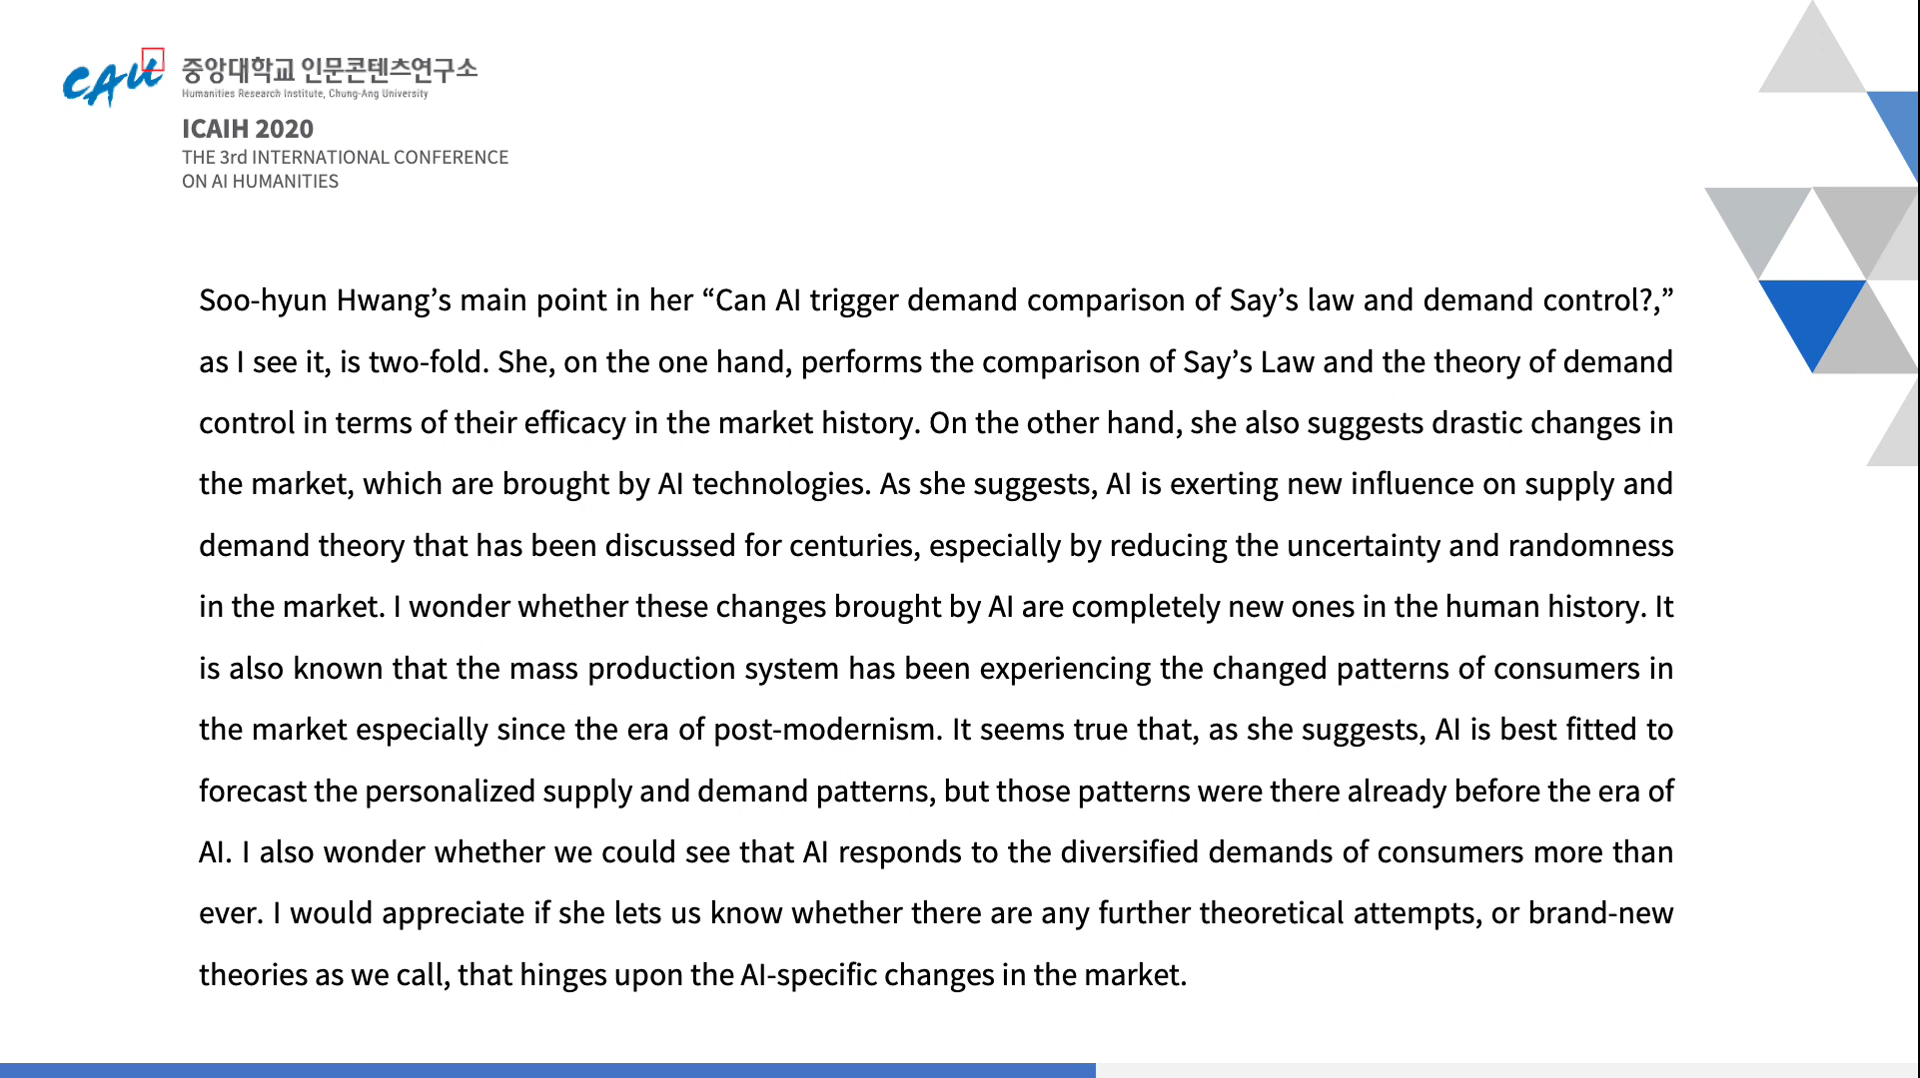 CAU 중앙대학교 인문콘텐츠연구소
Humanities Research Institute, Chung-Ang University
ICAIH 2020
THE 3rd INTERNATIONAL CONFERENCE
ON AI HUMANITIES
Soo-hyun Hwang’s main point in her “Can AI trigger demand comparison of Say’s law and demand control?,”
as I see it, is two-fold. She, on the one hand, performs the comparison of Say’s Law and the theory of demand
control in terms of their efficacy in the market history. On the other hand, she also suggests drastic changes in
the market, which are brought by AI technologies. As she suggests, AI is exerting new influence on supply and
demand theory that has been discussed for centuries, especially by reducing the uncertainty and randomness
in the market. I wonder whether these changes brought by AI are completely new ones in the human history. It
is also known that the mass production system has been experiencing the changed patterns of consumers in
the market especially since the era of post-modernism. It seems true that, as she suggests, AI is best fitted to
forecast the personalized supply and demand patterns, but those patterns were there already before the era of
AI. I also wonder whether we could see that AI responds to the diversified demands of consumers more than
ever. I would appreciate if she lets us know whether there are any further theoretical attempts, or brand-new
theories as we call, that hinges upon the AI-specific changes in the market.